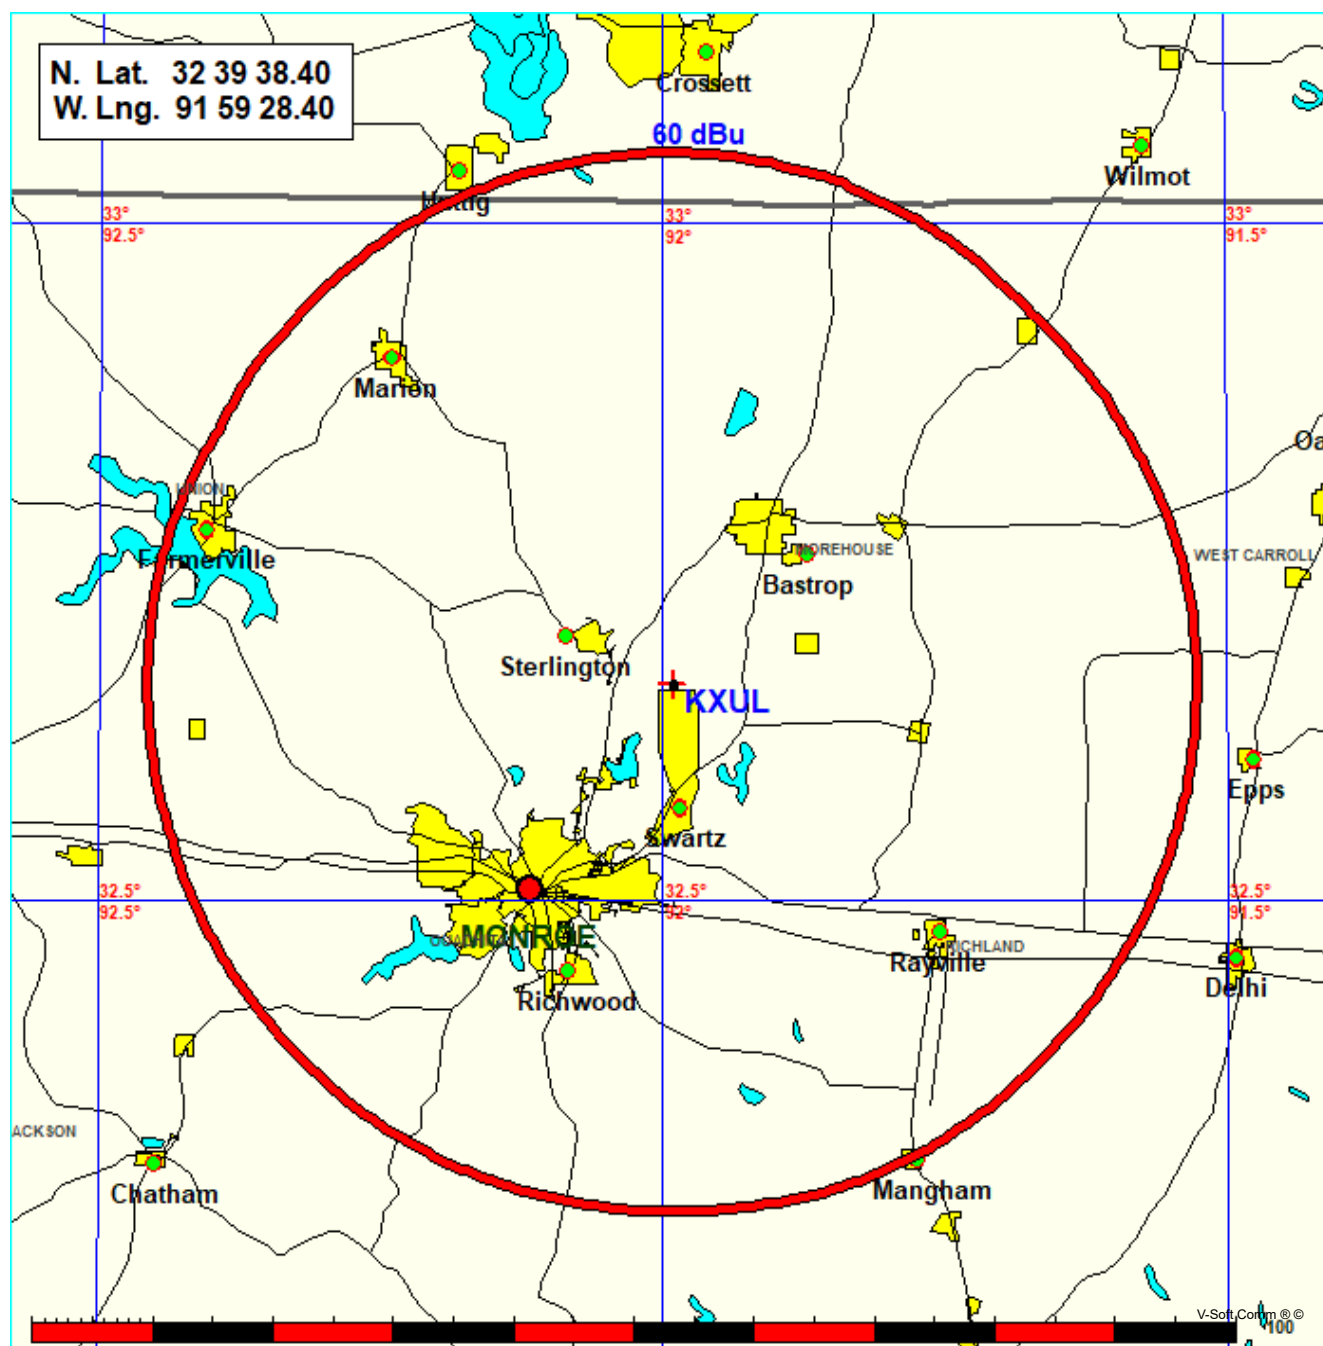 N. Lat. 32 39 38.40
W. Lng. 91 59 28.40
Crossett
60 dBu
Wilmot
Huttig
33°
92.5°
33°
92°
33°
91.5°
Marion
Oa
UNION
Farmerville
MOREHOUSE
WEST CARROLL
Bastrop
Sterlington
KXUL
Epps
Swartz
32.5°
92.5°
32.5°
92°
32.5°
91.5°
MONROE
RICHLAND
Rayville
Delhi
Richwood
ACKSON
Chatham
Mangham
V-Soft Comm ® ©
100